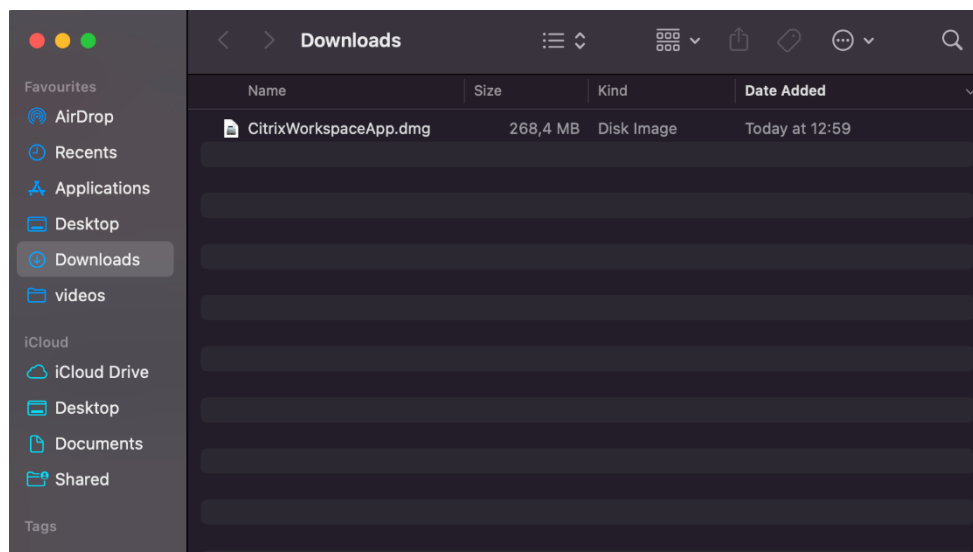 Downloads
Favourites
AirDrop
Recents
Applications
Desktop
Downloads
videos
iCloud
iCloud Drive
Desktop
Documents
Shared
Tags
Name Size Kind Date Added
CitrixWorkspaceApp.dmg 268,4 MB Disk Image Today at 12:59